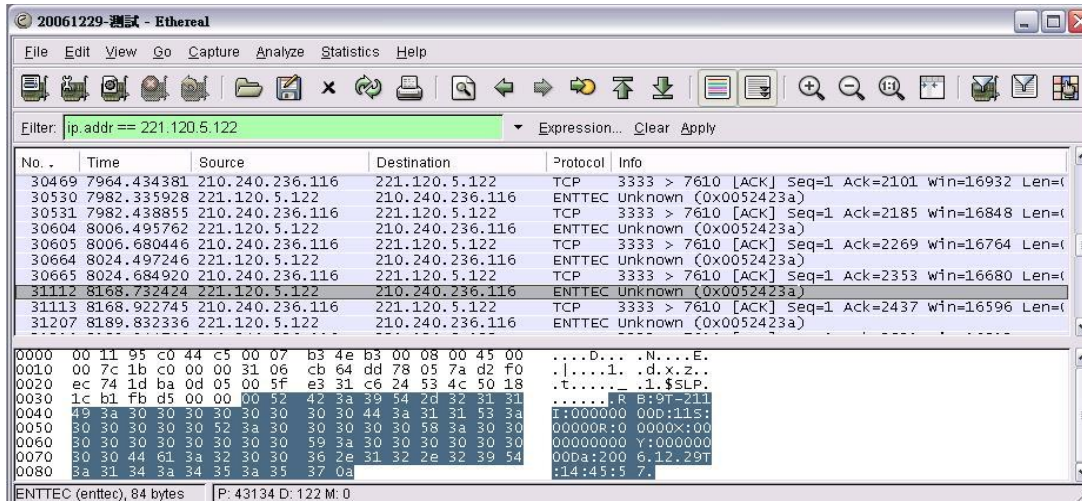 20061229-測試 - Ethereal
File Edit View Go Capture Analyze Statistics Help
Filter: ip.addr == 221.120.5.122 Expression... Clear Apply
No. . Time Source Destination Protocol Info
30469 7964.434381 210.240.236.116 221.120.5.122 TCP 3333 > 7610 [ACK] Seq=1 Ack=2101 Win=16932 Len=(
30530 7982.335928 221.120.5.122 210.240.236.116 ENTTEC Unknown (0x0052423a)
30531 7982.438855 210.240.236.116 221.120.5.122 TCP 3333 > 7610 [ACK] Seq=1 Ack=2185 Win=16848 Len=(
30604 8006.495762 221.120.5.122 210.240.236.116 ENTTEC Unknown (0x0052423a)
30605 8006.680446 210.240.236.116 221.120.5.122 TCP 3333 > 7610 [ACK] Seq=1 Ack=2269 Win=16764 Len=(
30664 8024.497246 221.120.5.122 210.240.236.116 ENTTEC Unknown (0x0052423a)
30665 8024.684920 210.240.236.116 221.120.5.122 TCP 3333 > 7610 [ACK] Seq=1 Ack=2353 Win=16680 Len=(
31112 8168.732424 221.120.5.122 210.240.236.116 ENTTEC Unknown (0x0052423a)
31113 8168.922745 210.240.236.116 221.120.5.122 TCP 3333 > 7610 [ACK] Seq=1 Ack=2437 Win=16596 Len=(
31207 8189.832336 221.120.5.122 210.240.236.116 ENTTEC Unknown (0x0052423a)
0000 00 11 95 c0 44 c5 00 07 b3 4e b3 00 08 00 45 00 ....D... .N....E.
0010 00 7c 1b c0 00 00 31 06 cb 64 dd 78 05 7a d2 f0 .|....1. .d.x.z..
0020 ec 74 1d ba 0d 05 00 5f e3 31 c6 24 53 4c 50 18 .t....._ .1.$SLP.
0030 1c b1 fb d5 00 00 00 52 42 3a 39 54 2d 32 31 31 .......R B:9T-211
0040 49 3a 30 30 30 30 30 30 30 30 44 3a 31 31 53 3a I:000000 00D:11S:
0050 30 30 30 30 30 52 3a 30 30 30 30 30 58 3a 30 30 00000R:0 0000X:00
0060 30 30 30 30 30 30 30 30 59 3a 30 30 30 30 30 30 00000000 Y:000000
0070 30 30 44 61 3a 32 30 30 36 2e 31 32 2e 32 39 54 00Da:200 6.12.29T
0080 3a 31 34 3a 34 35 3a 35 37 0a :14:45:5 7.
ENTTEC (enttec), 84 bytes P: 43134 D: 122 M: 0